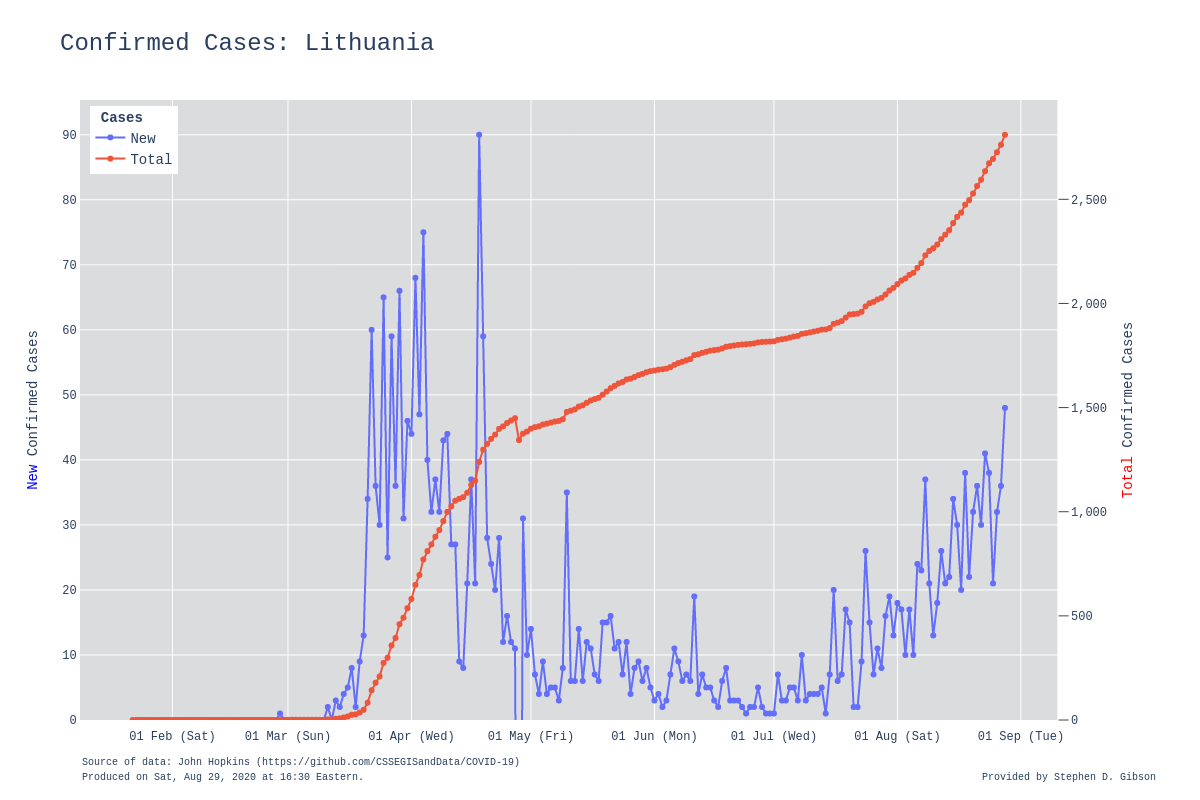 Confirmed Cases: Lithuania
Cases
New
Total
90
80
70
60
50
40
30
20
10
0
2,500
2,000
1,500
1,000
500
0
New Confirmed Cases
Total Confirmed Cases
01 Feb (Sat) 01 Mar (Sun) 01 Apr (Wed) 01 May (Fri) 01 Jun (Mon) 01 Jul (Wed) 01 Aug (Sat) 01 Sep (Tue)
Source of data: John Hopkins (https://github.com/CSSEGISandData/COVID-19)
Produced on Sat, Aug 29, 2020 at 16:30 Eastern.
Provided by Stephen D. Gibson